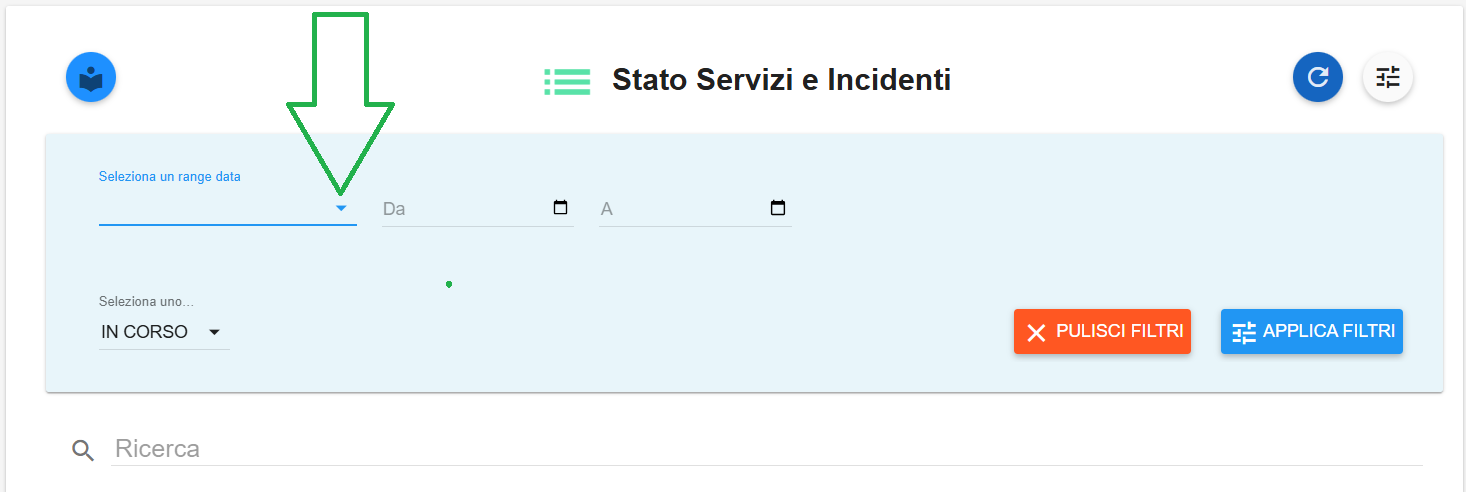 Stato Servizi e Incidenti
Seleziona un range data
Da
A
Seleziona uno...
IN CORSO
PULISCI FILTRI
APPLICA FILTRI
Ricerca